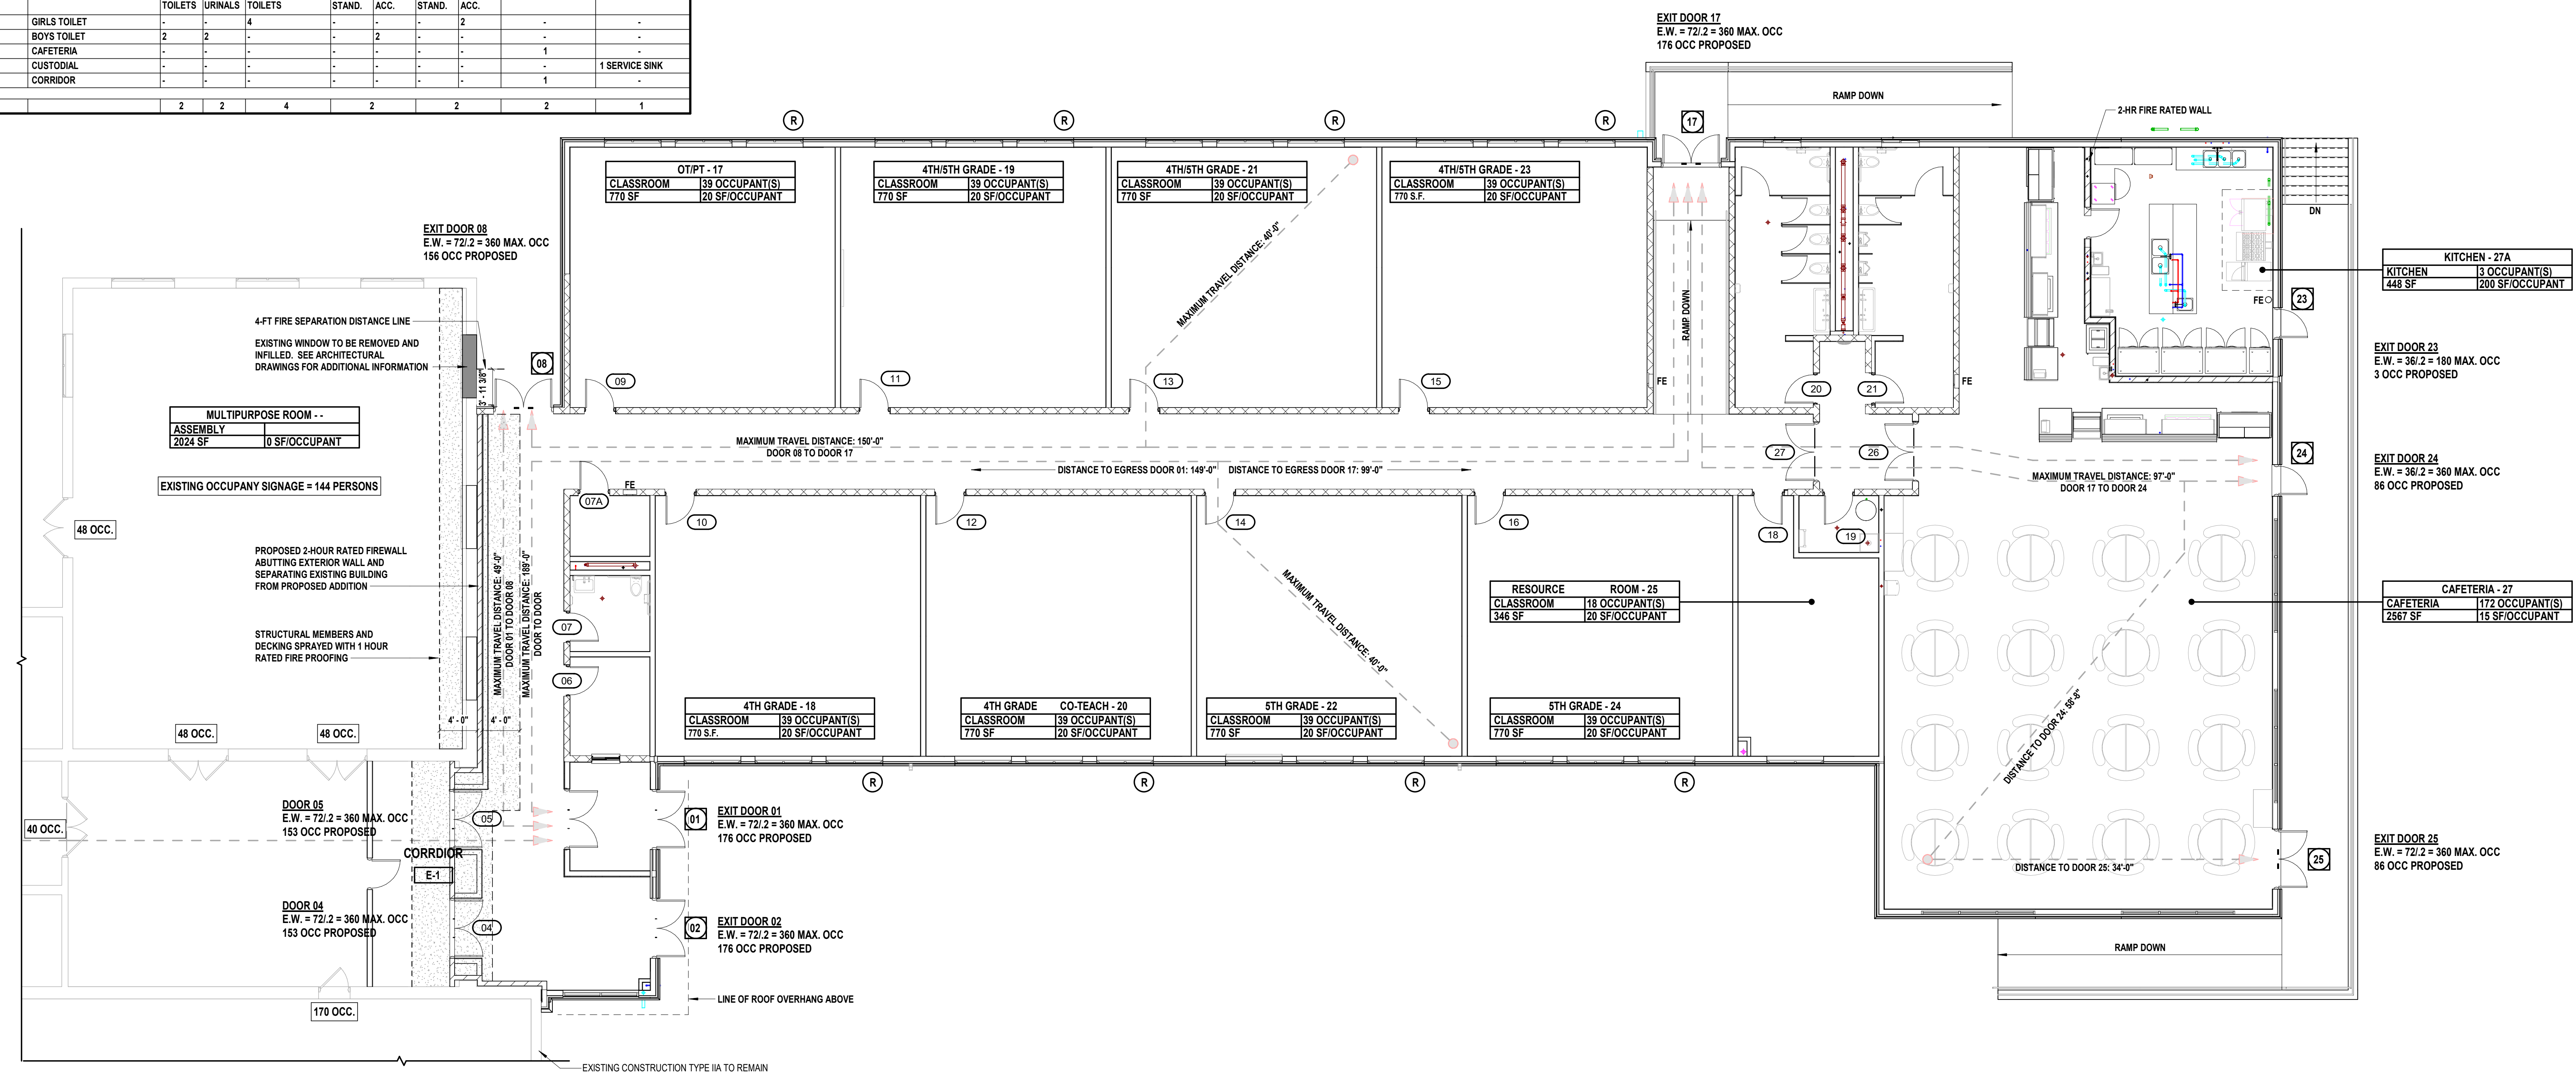 TOILETS URINALS TOILETS STAND. ACC. STAND. ACC.
GIRLS TOILET - - 4 - - - 2 - -
BOYS TOILET 2 2 - - 2 - - - -
CAFETERIA - - - - - - - 1 -
CUSTODIAL - - - - - - - - 1 SERVICE SINK
CORRIDOR - - - - - - - 1 -
2 2 4 2 2 2 1
EXIT DOOR 17
E.W. = 72/.2 = 360 MAX. OCC
176 OCC PROPOSED
RAMP DOWN
2-HR FIRE RATED WALL
R
R
R
R
17
OT/PT - 17
CLASSROOM 39 OCCUPANT(S)
770 SF 20 SF/OCCUPANT
4TH/5TH GRADE - 19
CLASSROOM 39 OCCUPANT(S)
770 SF 20 SF/OCCUPANT
4TH/5TH GRADE - 21
CLASSROOM 39 OCCUPANT(S)
770 SF 20 SF/OCCUPANT
4TH/5TH GRADE - 23
CLASSROOM 39 OCCUPANT(S)
770 S.F. 20 SF/OCCUPANT
MAXIMUM TRAVEL DISTANCE: 40'-0"
RAMP DOWN
DN
EXIT DOOR 08
E.W. = 72/.2 = 360 MAX. OCC
156 OCC PROPOSED
KITCHEN - 27A
KITCHEN 3 OCCUPANT(S)
448 SF 200 SF/OCCUPANT
FE
23
4-FT FIRE SEPARATION DISTANCE LINE
EXISTING WINDOW TO BE REMOVED AND
INFILLED. SEE ARCHITECTURAL
DRAWINGS FOR ADDITIONAL INFORMATION
3' - 11 3/8"
08
09
11
13
15
FE
20
21
FE
EXIT DOOR 23
E.W. = 36/.2 = 180 MAX. OCC
3 OCC PROPOSED
MULTIPURPOSE ROOM - -
ASSEMBLY
2024 SF 0 SF/OCCUPANT
EXISTING OCCUPANY SIGNAGE = 144 PERSONS
MAXIMUM TRAVEL DISTANCE: 150'-0"
DOOR 08 TO DOOR 17
DISTANCE TO EGRESS DOOR 01: 149'-0" DISTANCE TO EGRESS DOOR 17: 99'-0"
27
26
24
EXIT DOOR 24
E.W. = 36/.2 = 360 MAX. OCC
86 OCC PROPOSED
MAXIMUM TRAVEL DISTANCE: 97'-0"
DOOR 17 TO DOOR 24
48 OCC.
FE
07A
10
12
14
16
18
19
PROPOSED 2-HOUR RATED FIREWALL
ABUTTING EXTERIOR WALL AND
SEPARATING EXISTING BUILDING
FROM PROPOSED ADDITION
MAXIMUM TRAVEL DISTANCE: 49'-0"
DOOR 01 TO DOOR 08
MAXIMUM TRAVEL DISTANCE: 189'-0"
DOOR TO DOOR
MAXIMUM TRAVEL DISTANCE: 40'-0"
RESOURCE ROOM - 25
CLASSROOM 18 OCCUPANT(S)
346 SF 20 SF/OCCUPANT
CAFETERIA - 27
CAFETERIA 172 OCCUPANT(S)
2567 SF 15 SF/OCCUPANT
STRUCTURAL MEMBERS AND
DECKING SPRAYED WITH 1 HOUR
RATED FIRE PROOFING
07
06
4' - 0" 4' - 0"
4TH GRADE - 18
CLASSROOM 39 OCCUPANT(S)
770 S.F. 20 SF/OCCUPANT
4TH GRADE CO-TEACH - 20
CLASSROOM 39 OCCUPANT(S)
770 SF 20 SF/OCCUPANT
5TH GRADE - 22
CLASSROOM 39 OCCUPANT(S)
770 SF 20 SF/OCCUPANT
5TH GRADE - 24
CLASSROOM 39 OCCUPANT(S)
770 SF 20 SF/OCCUPANT
DISTANCE TO DOOR 24: 58'-8"
48 OCC.
48 OCC.
R
R
R
R
DOOR 05
E.W. = 72/.2 = 360 MAX. OCC
153 OCC PROPOSED
40 OCC.
05
01
EXIT DOOR 01
E.W. = 72/.2 = 360 MAX. OCC
176 OCC PROPOSED
CORRDIOR
E-1
EXIT DOOR 25
E.W. = 72/.2 = 360 MAX. OCC
86 OCC PROPOSED
25
DISTANCE TO DOOR 25: 34'-0"
DOOR 04
E.W. = 72/.2 = 360 MAX. OCC
153 OCC PROPOSED
04
02
EXIT DOOR 02
E.W. = 72/.2 = 360 MAX. OCC
176 OCC PROPOSED
RAMP DOWN
LINE OF ROOF OVERHANG ABOVE
170 OCC.
EXISTING CONSTRUCTION TYPE IIA TO REMAIN